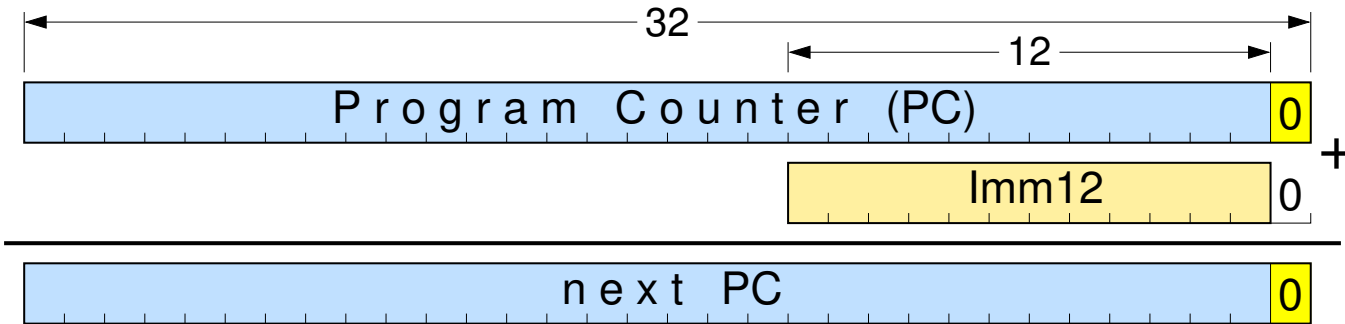 32
12
Program Counter (PC) 0
+
Imm12 0
next PC 0